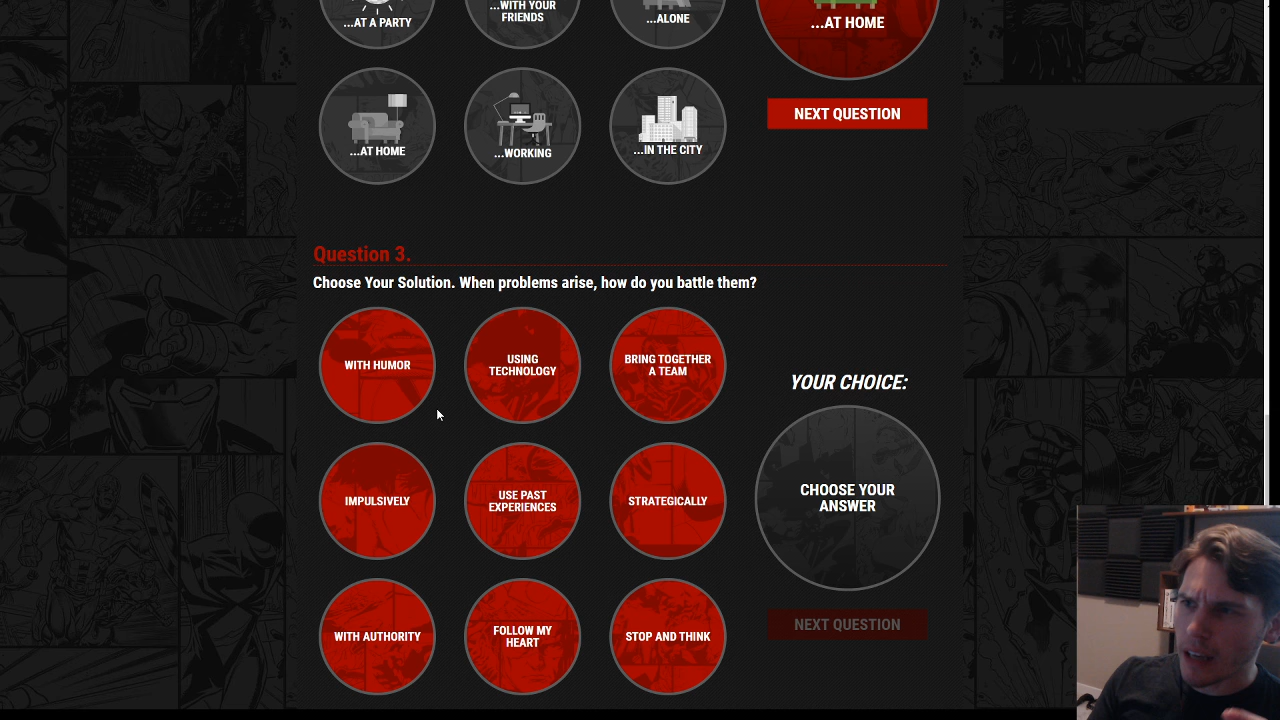 ...AT A PARTY
...WITH YOUR
FRIENDS
...ALONE
...AT HOME
...AT HOME
...WORKING
...IN THE CITY
NEXT QUESTION
Question 3.
Choose Your Solution. When problems arise, how do you battle them?
WITH HUMOR
USING
TECHNOLOGY
BRING TOGETHER
A TEAM
IMPULSIVELY
USE PAST
EXPERIENCES
STRATEGICALLY
WITH AUTHORITY
FOLLOW MY
HEART
STOP AND THINK
YOUR CHOICE:
CHOOSE YOUR
ANSWER
NEXT QUESTION